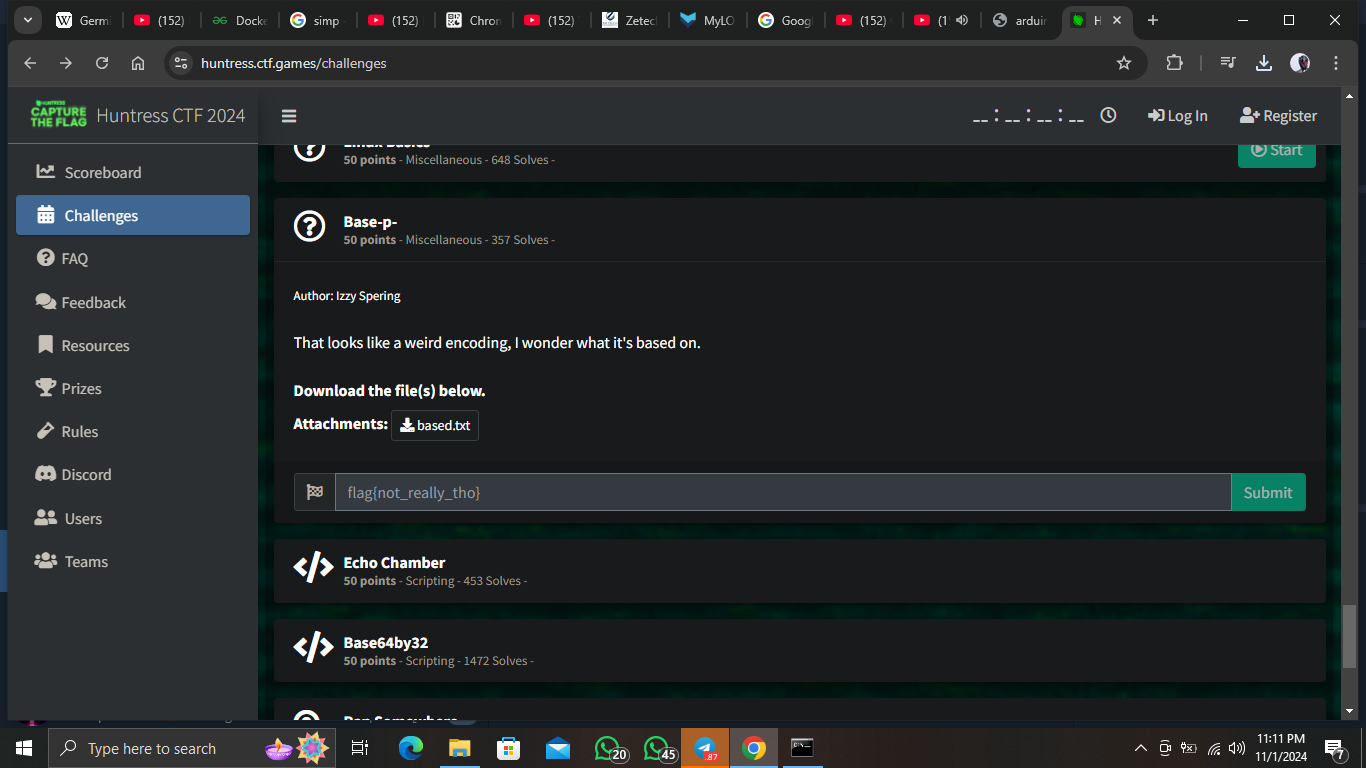 Germi (152) Docke simp (152) Chron (152) Zetec MyLO Goog (152) (1 arduir H
huntress.ctf.games/challenges
CAPTURE THE FLAG Huntress CTF 2024 __ : __ : __ : __ Log In Register
Scoreboard
Challenges
FAQ
Feedback
Resources
Prizes
Rules
Discord
Users
Teams
Linux Basics
50 points - Miscellaneous - 648 Solves -
Start
Base-p-
50 points - Miscellaneous - 357 Solves -
Author: Izzy Spering
That looks like a weird encoding, I wonder what it's based on.
Download the file(s) below.
Attachments: based.txt
flag{not_really_tho} Submit
Echo Chamber
50 points - Scripting - 453 Solves -
Base64by32
50 points - Scripting - 1472 Solves -
Type here to search 20 45 .87 11:11 PM
11/1/2024 7